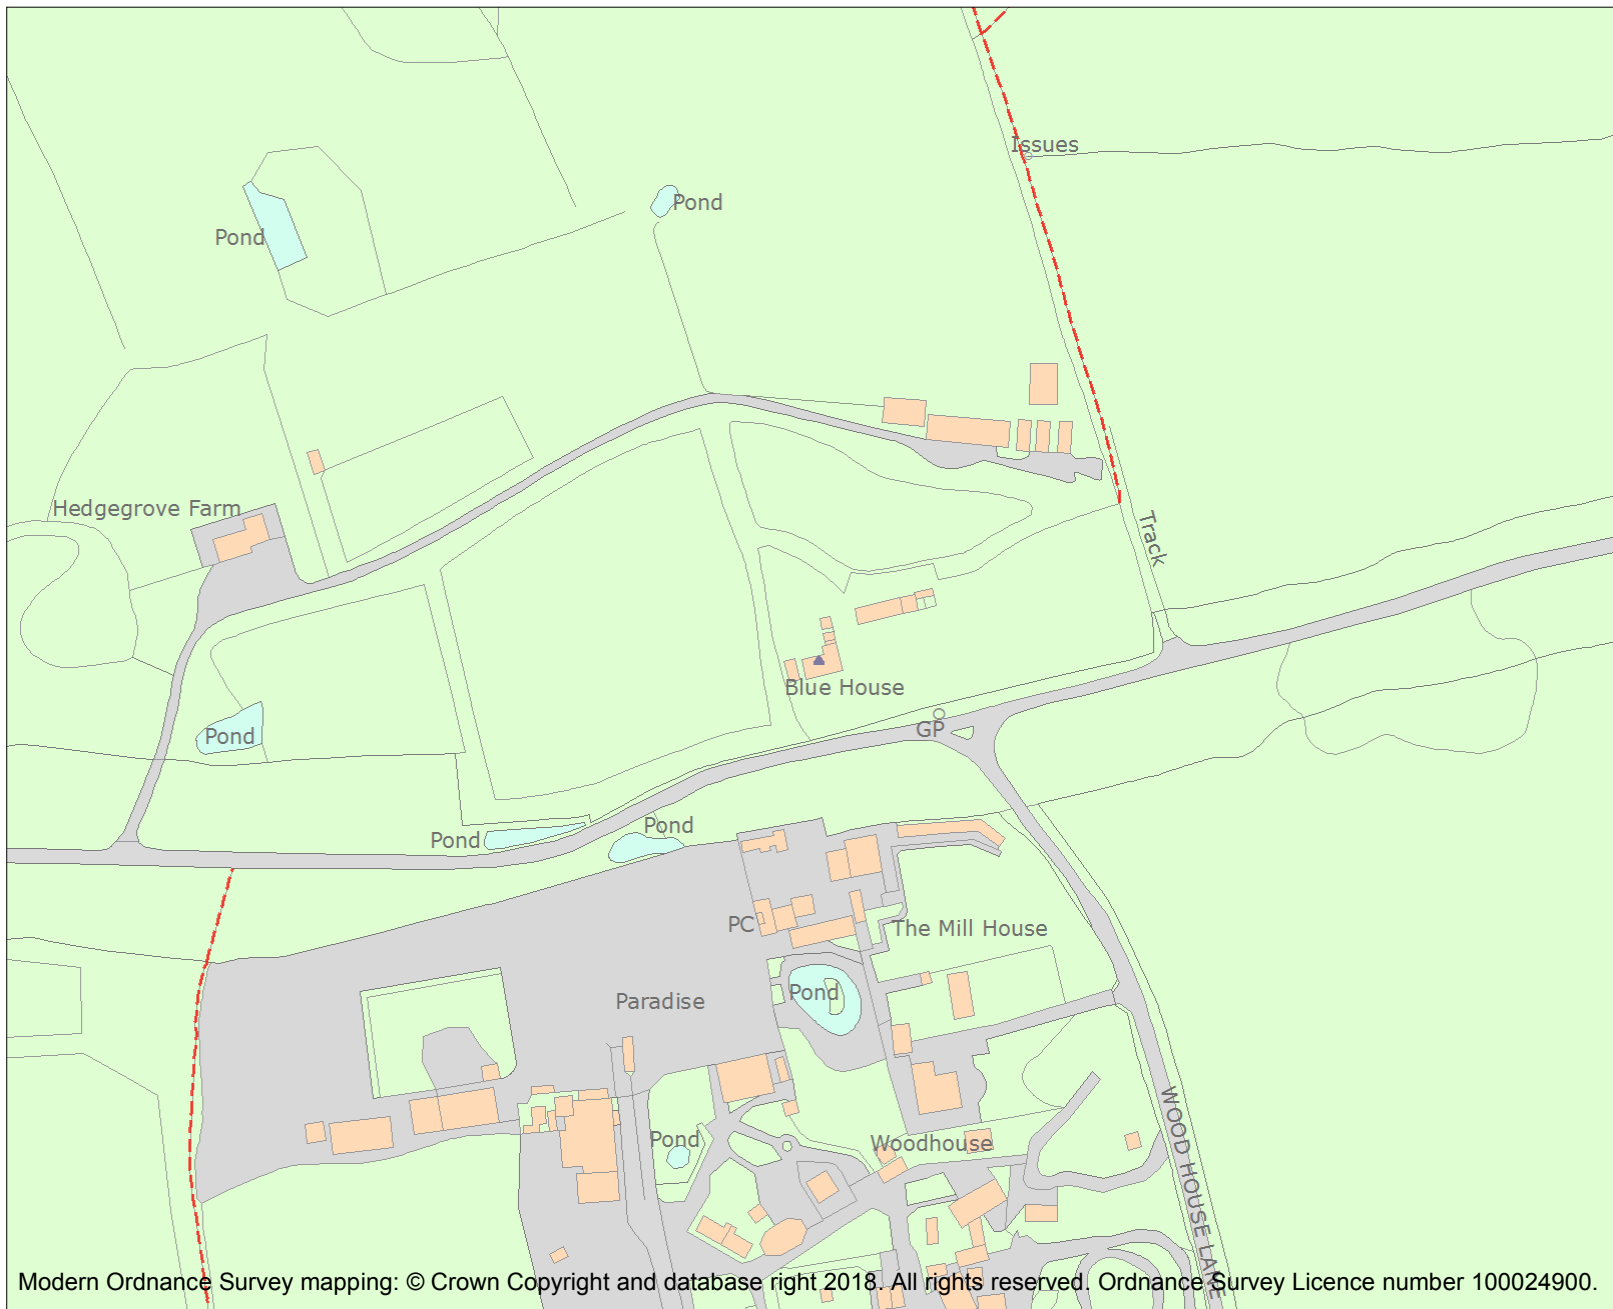 Issues
Pond
Pond
Hedgegrove Farm
Track
Blue House
GP
Pond
Pond
Pond
PC
The Mill House
Pond
Paradise
Pond
Woodhouse
WOOD HOUSE LANE
Modern Ordnance Survey mapping: © Crown Copyright and database right 2018. All rights reserved. Ordnance Survey Licence number 100024900.